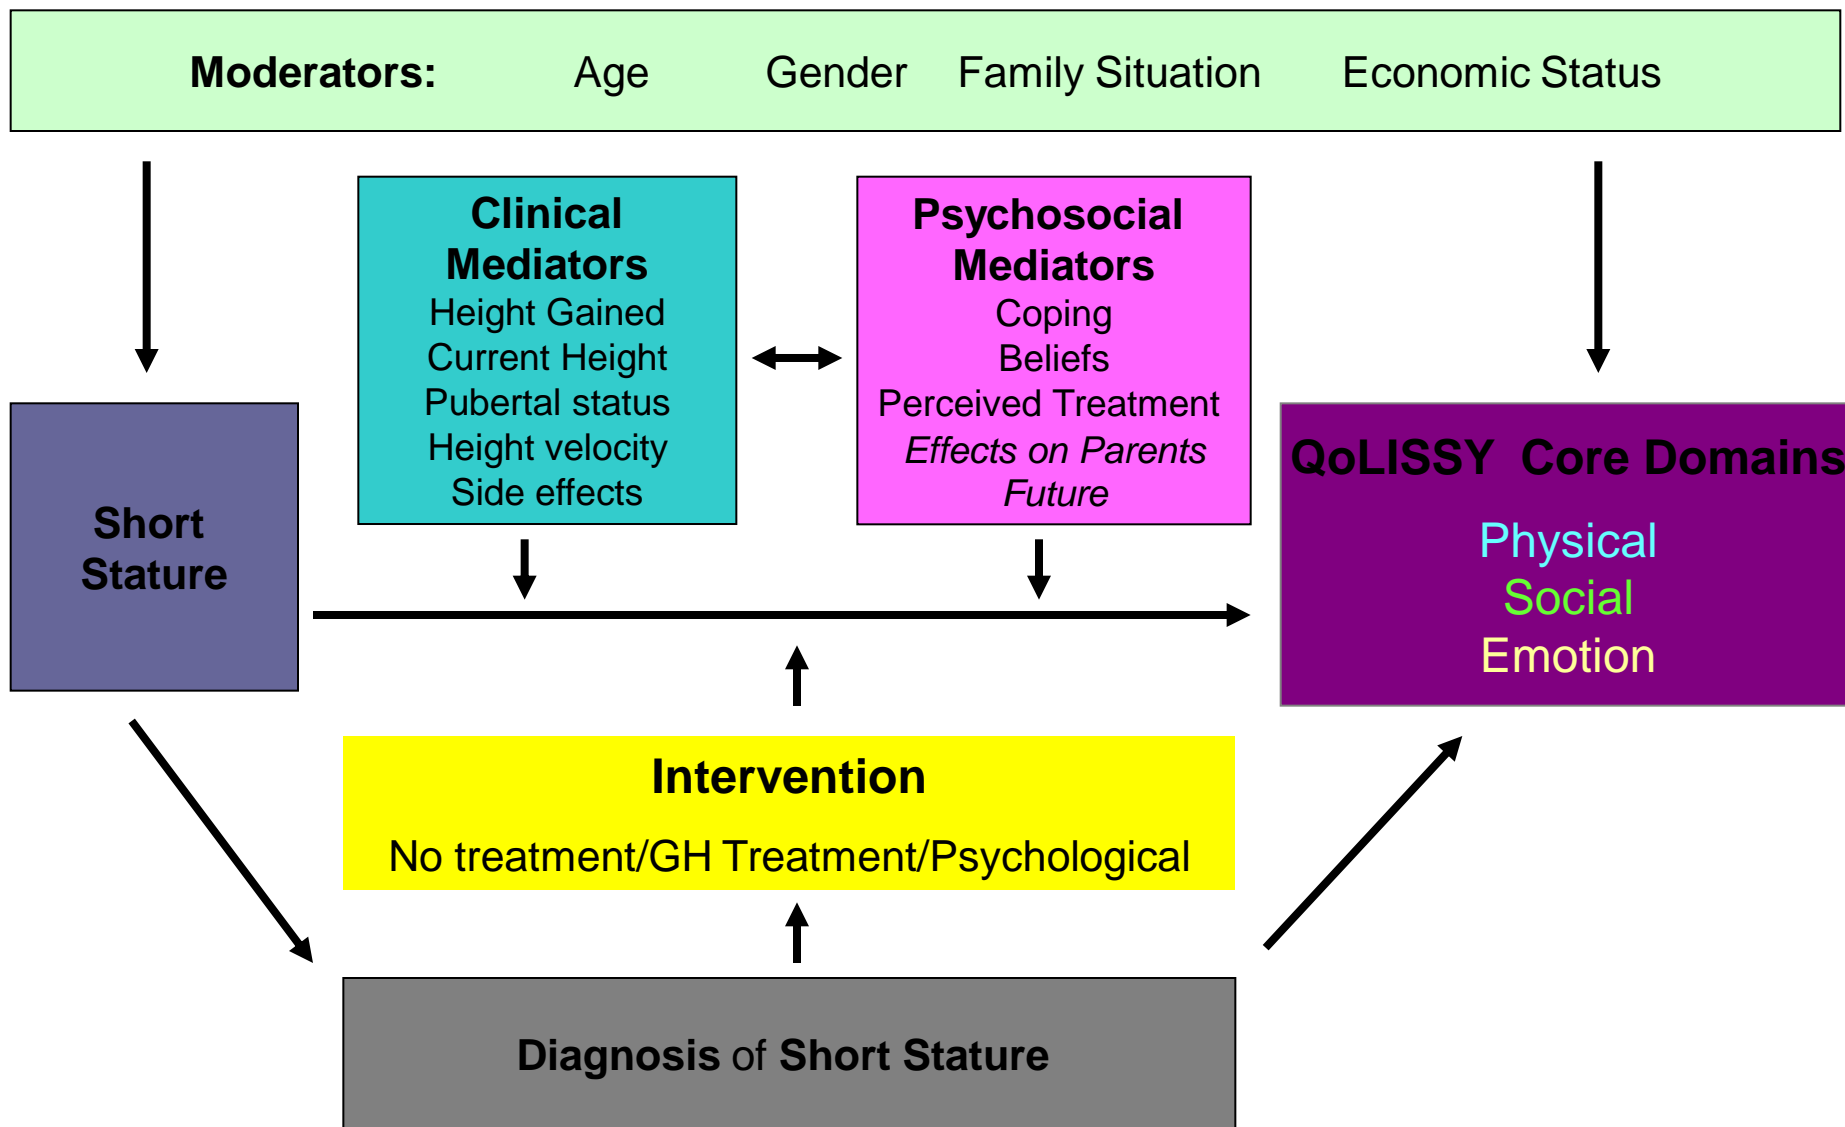 Moderators: Age Gender Family Situation Economic Status
Clinical
Mediators
Height Gained
Current Height
Pubertal status
Height velocity
Side effects
Psychosocial
Mediators
Coping
Beliefs
Perceived Treatment
Effects on Parents
Future
Short
Stature
QoLISSY Core Domains
Physical
Social
Emotion
Intervention
No treatment/GH Treatment/Psychological
Diagnosis of Short Stature